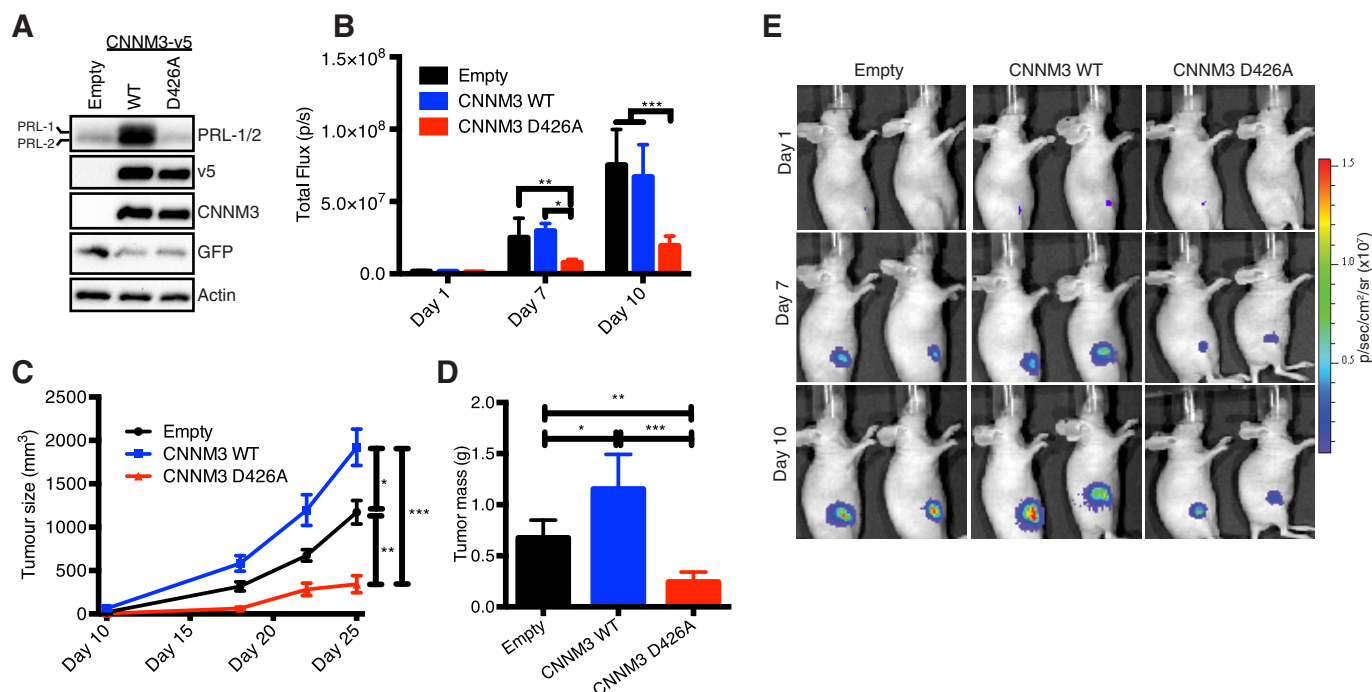 A
CNNM3-v5
Empty
WT
D426A
PRL-1
PRL-2
PRL-1/2
v5
CNNM3
GFP
Actin
B
Total Flux (p/s)
1.5×10⁸
1.0×10⁸
5.0×10⁷
0.0
Empty
CNNM3 WT
CNNM3 D426A
**
*
***
Day 1
Day 7
Day 10
C
Tumour size (mm³)
2500
2000
1500
1000
500
0
Empty
CNNM3 WT
CNNM3 D426A
*
**
***
Day 10
Day 15
Day 20
Day 25
D
Tumor mass (g)
2.0
1.5
1.0
0.5
0.0
**
*
***
Empty
CNNM3 WT
CNNM3 D426A
E
Empty
CNNM3 WT
CNNM3 D426A
Day 1
Day 7
Day 10
1.5
1.0
0.5
p/sec/cm²/sr (x10⁷)